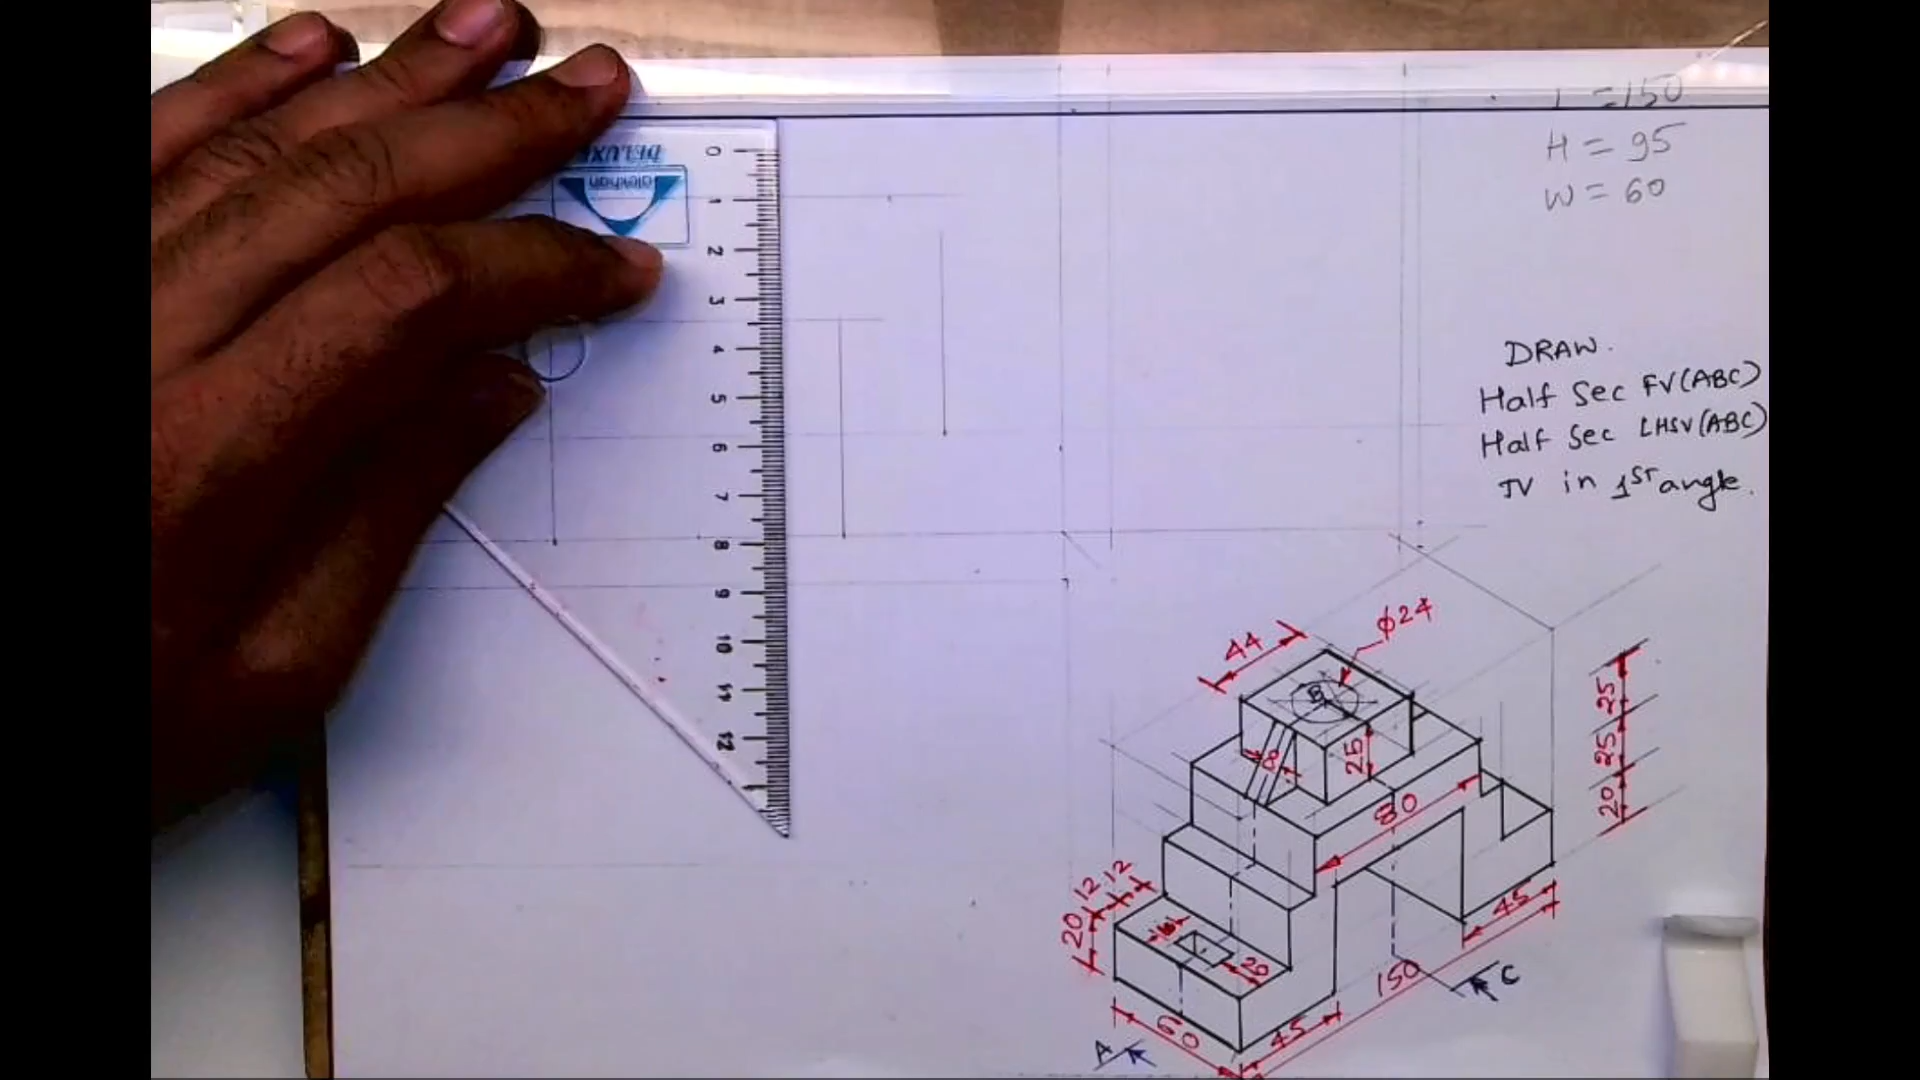 DELUXE
0
1
2
3
4
5
6
7
8
9
10
11
12
=150
H = 95
W = 60
DRAW.
Half Sec FV(ABC)
Half Sec LHSV(ABC)
TV in 1ST angle.
44
φ24
B
25
25
25
20
8
80
12
12
20
20
45
45
150
60
A
C